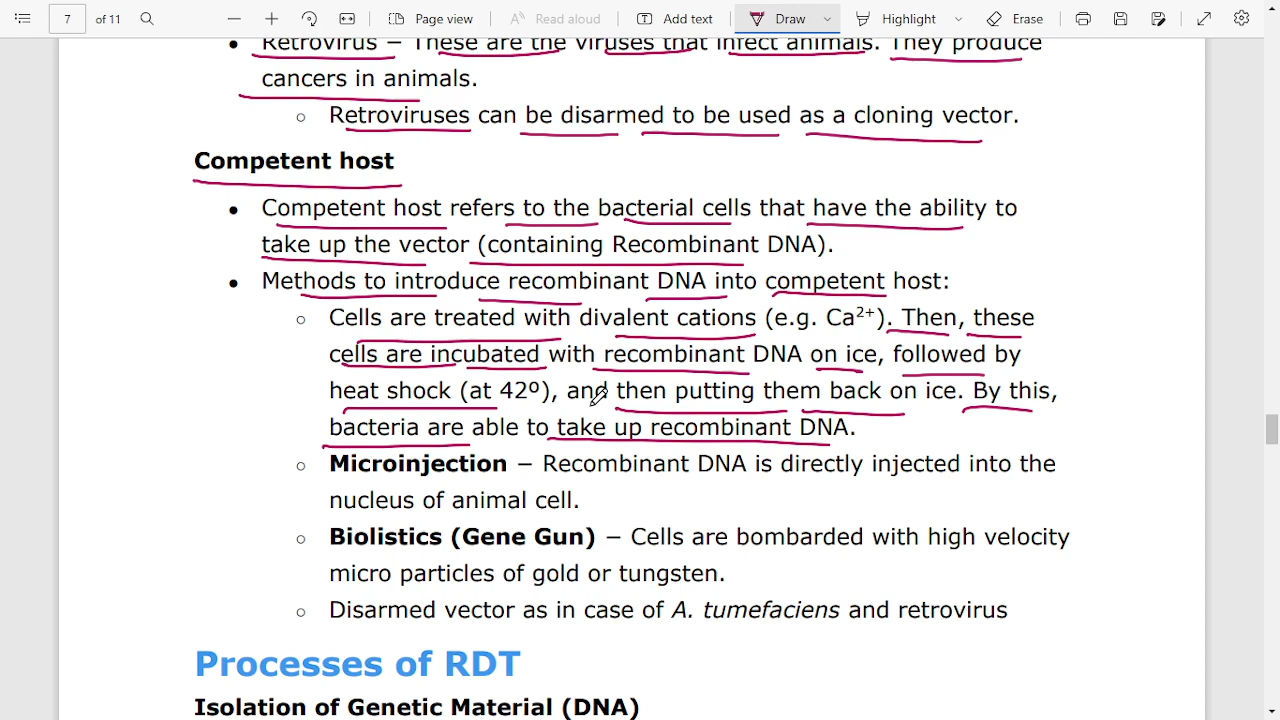 7 of 11 Page view Read aloud Add text Draw Highlight Erase
• Retrovirus – These are the viruses that infect animals. They produce
cancers in animals.
○ Retroviruses can be disarmed to be used as a cloning vector.
Competent host
• Competent host refers to the bacterial cells that have the ability to
take up the vector (containing Recombinant DNA).
• Methods to introduce recombinant DNA into competent host:
○ Cells are treated with divalent cations (e.g. Ca²⁺). Then, these
cells are incubated with recombinant DNA on ice, followed by
heat shock (at 42º), and then putting them back on ice. By this,
bacteria are able to take up recombinant DNA.
○ Microinjection – Recombinant DNA is directly injected into the
nucleus of animal cell.
○ Biolistics (Gene Gun) – Cells are bombarded with high velocity
micro particles of gold or tungsten.
○ Disarmed vector as in case of A. tumefaciens and retrovirus
Processes of RDT
Isolation of Genetic Material (DNA)